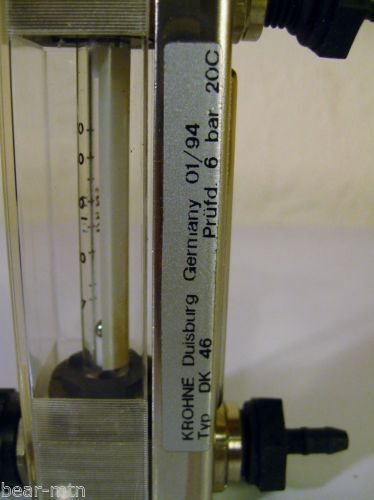 KROHNE Duisburg Germany 01/94
Typ DK 46 Prüfd. 6 bar 20C
bear-mtn